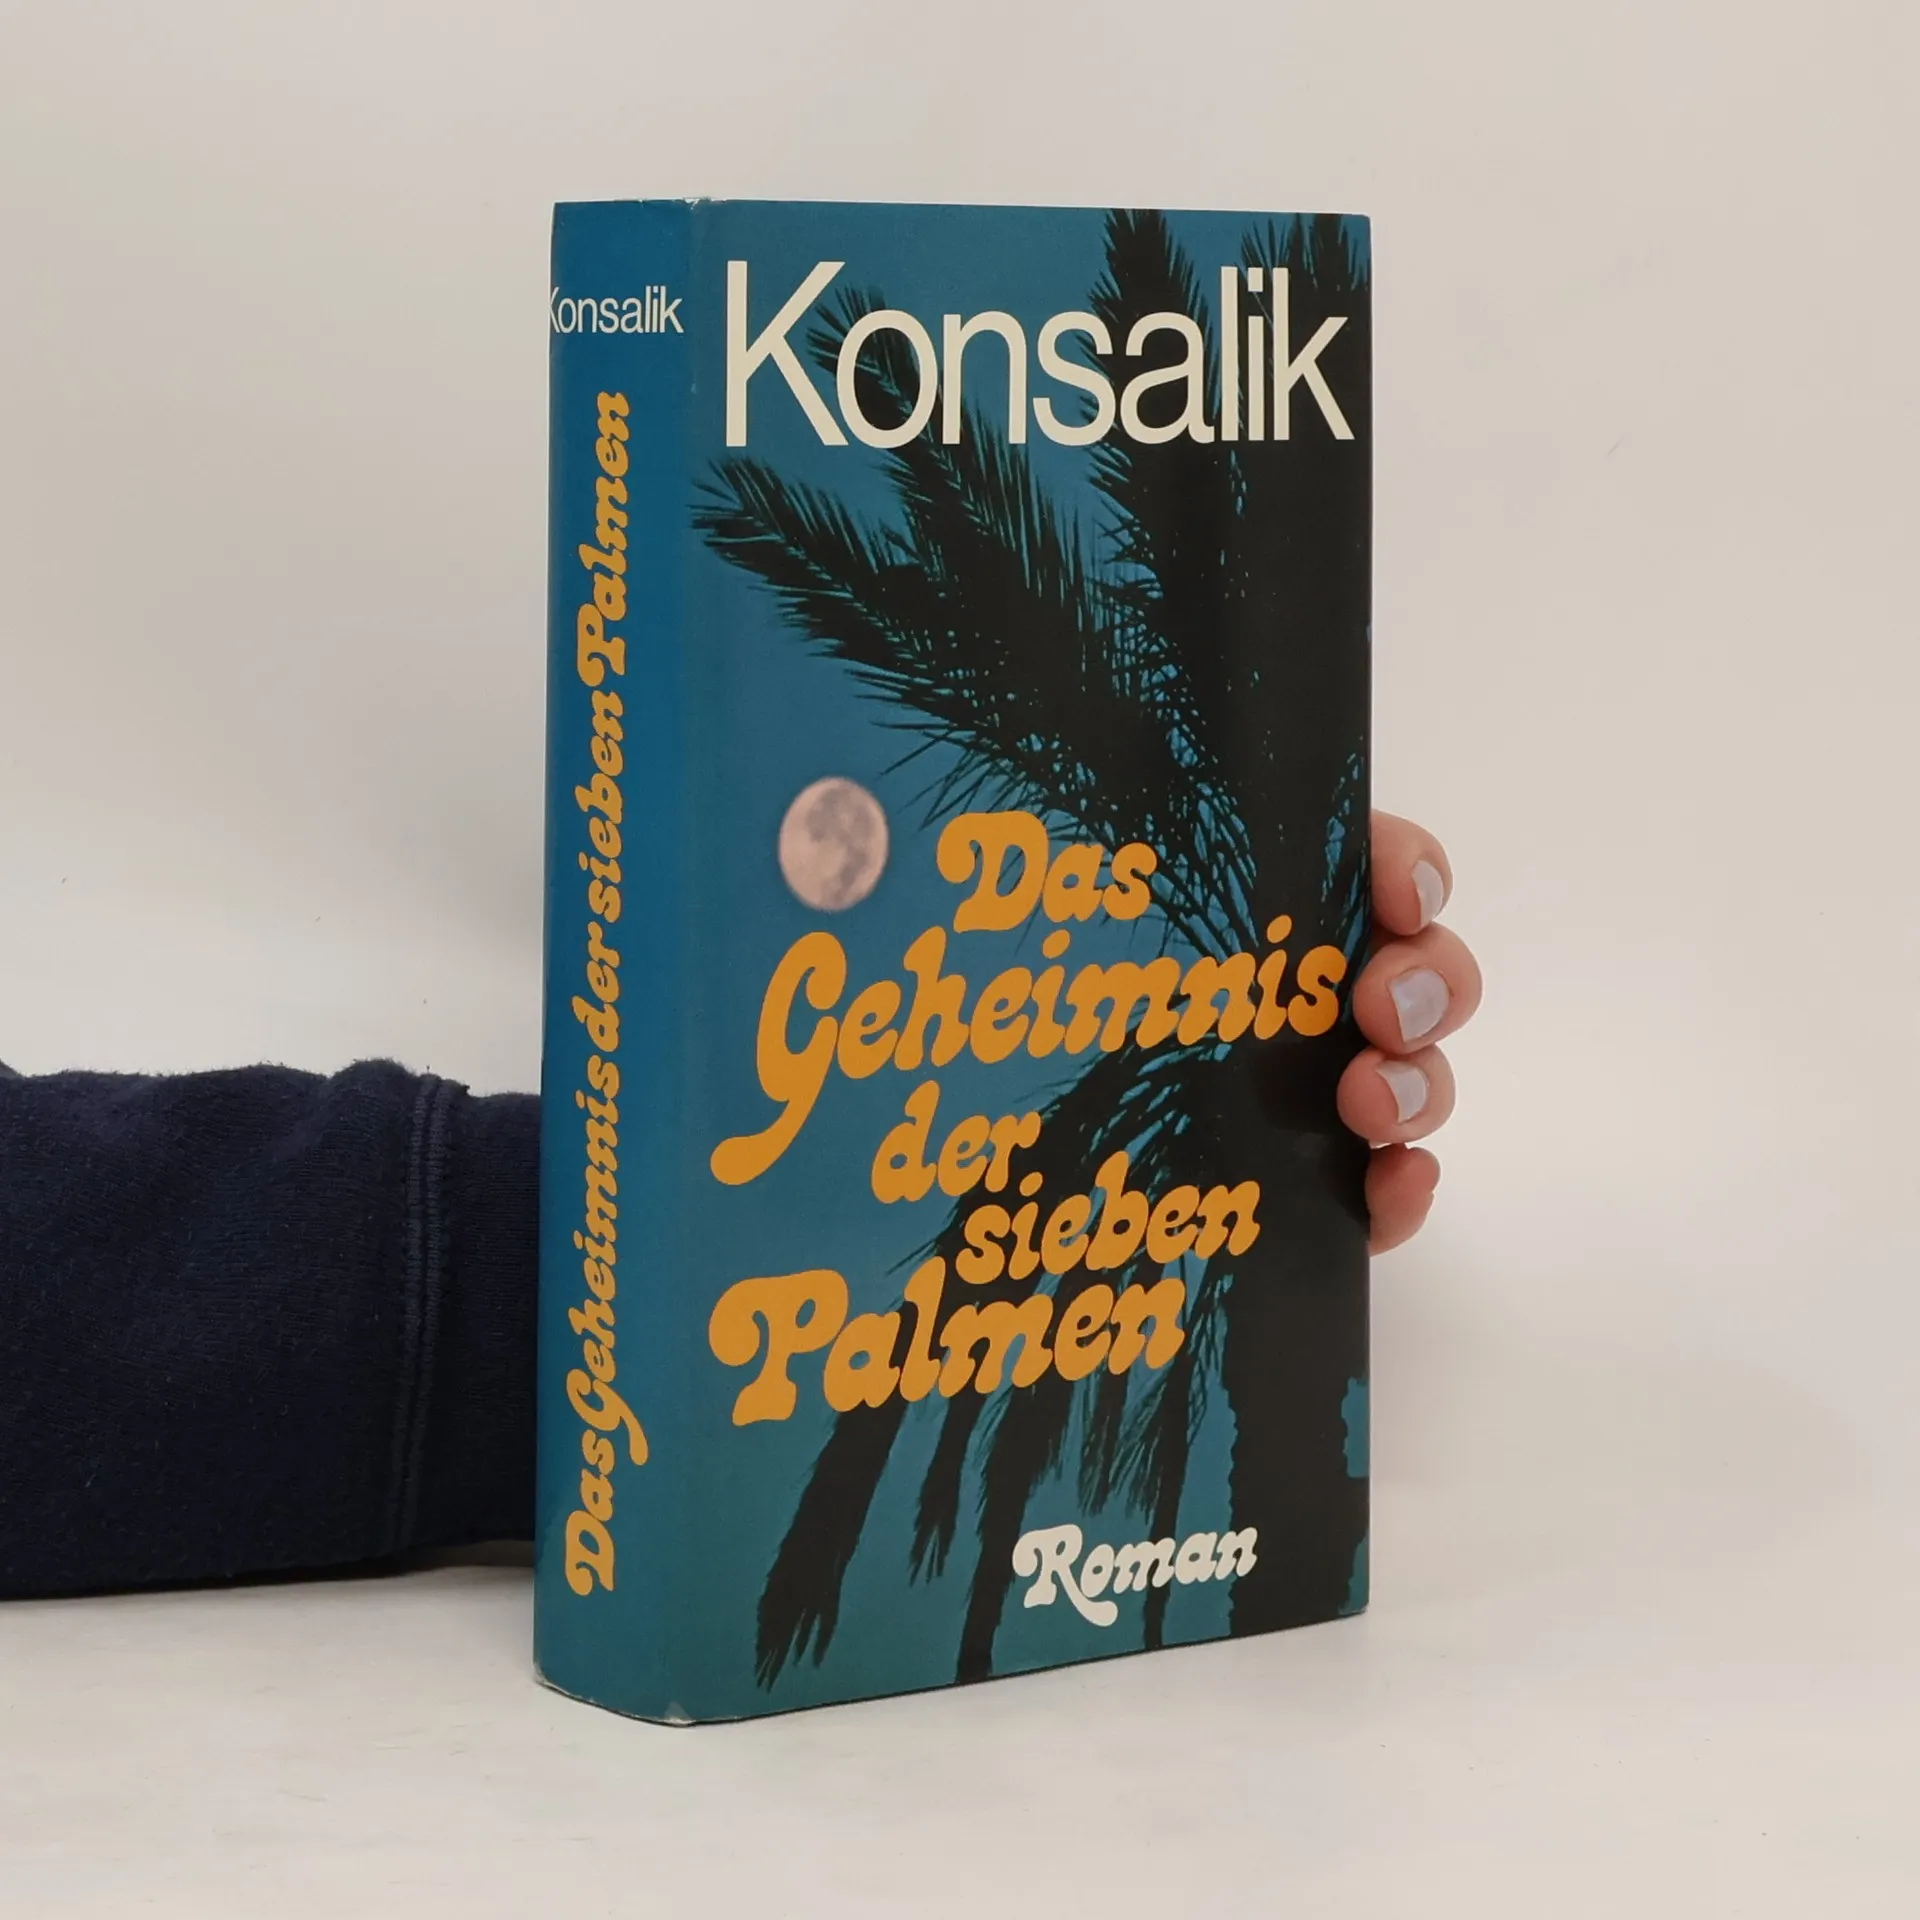 Konsalik
Das Geheimnis der sieben Palmen
Konsalik
Das
Geheimnis
der
sieben
Palmen
Roman